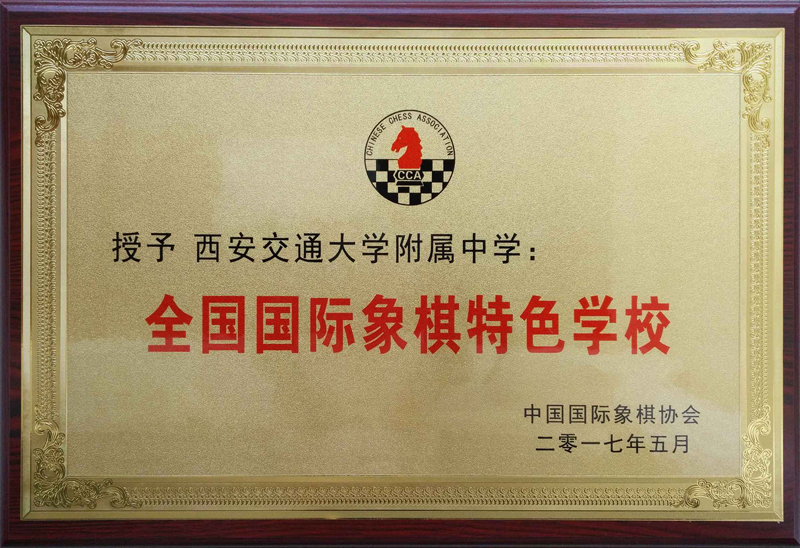 CHINESE CHESS ASSOCIATION
CCA
授予 西安交通大学附属中学：
全国国际象棋特色学校
中国国际象棋协会
二零一七年五月